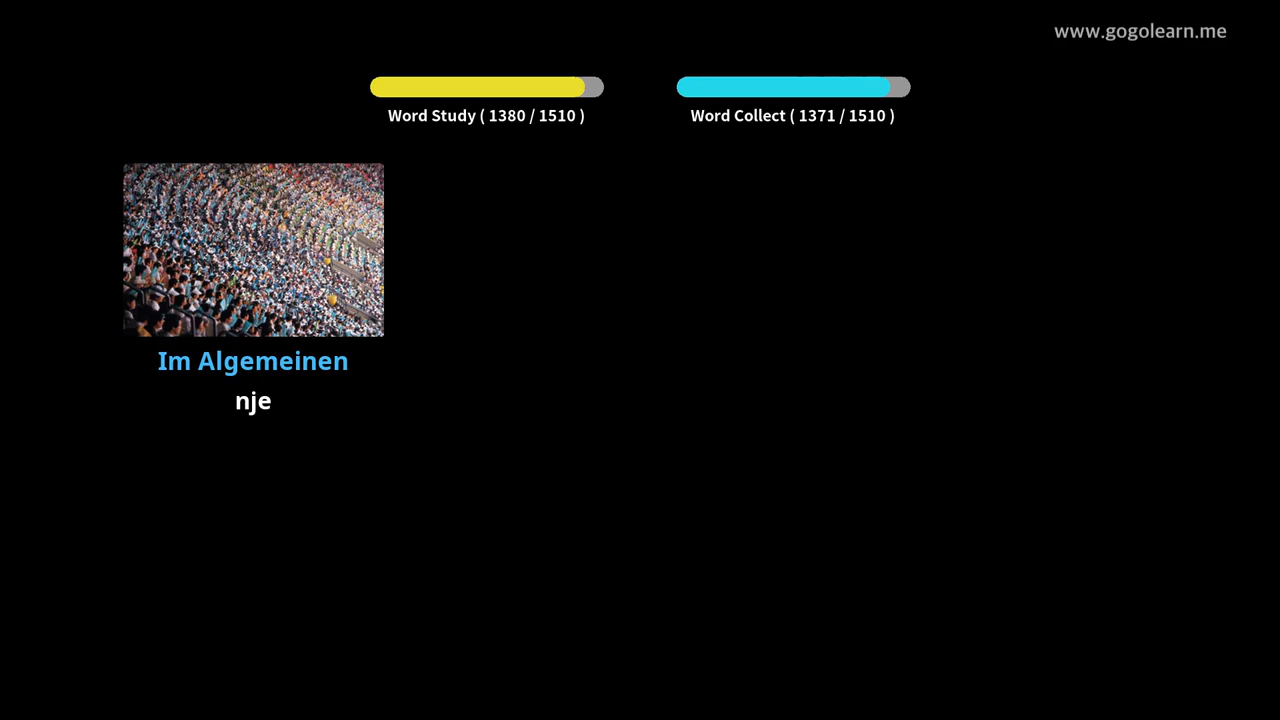 www.gogolearn.me
Word Study ( 1380 / 1510 )
Word Collect ( 1371 / 1510 )
Im Algemeinen
nje